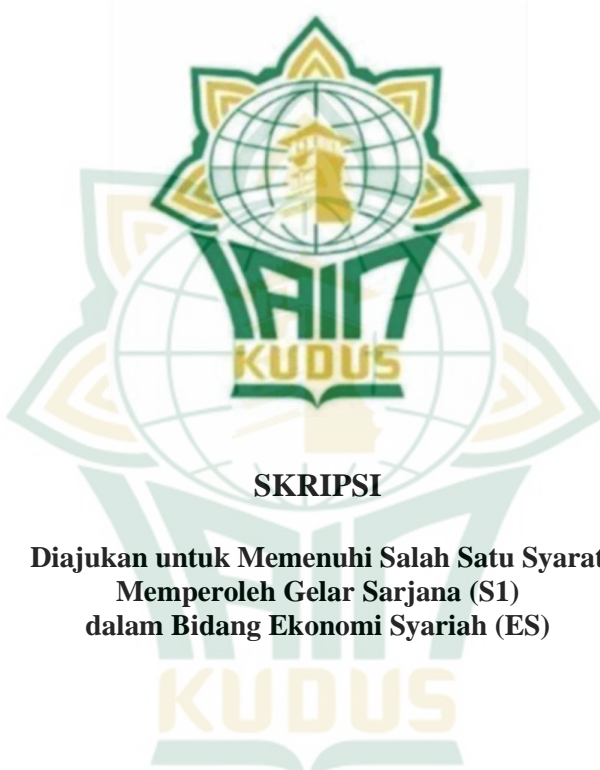 IAIN
KUDUS
SKRIPSI
Diajukan untuk Memenuhi Salah Satu Syarat
Memperoleh Gelar Sarjana (S1)
dalam Bidang Ekonomi Syariah (ES)
IAIN
KUDUS